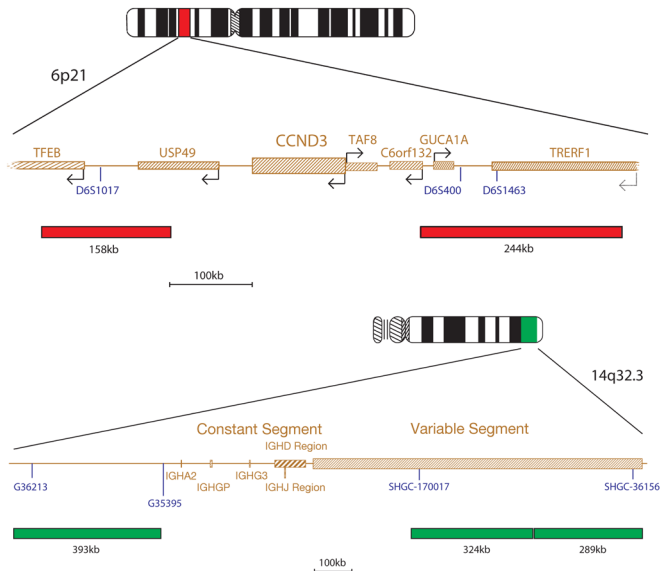 6p21
CCND3
TAF8
GUCA1A
TFEB
USP49
C6orf132
TRERF1
D6S1017
D6S400
D6S1463
158kb
244kb
100kb
14q32.3
Constant Segment
Variable Segment
IGHD Region
IGHA2
IGHG3
G36213
G35395
IGHGP
IGHJ Region
SHGC-170017
SHGC-36156
393kb
324kb
289kb
100kb